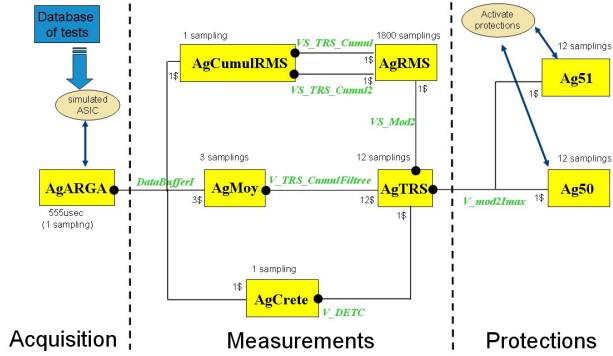 Database
of tests
simulated
ASIC
AgARGA
555usec
(1 sampling)
Acquisition
1 sampling
AgCumulRMS
1$
VS_TRS_Cumul
1$
VS_TRS_Cumul2
1$
1800 samplings
AgRMS
VS_Mod2
1$
3 samplings
AgMoy
DataBufferI
3$
V_TRS_CumulFiltree
12 samplings
AgTRS
12$
1$
1 sampling
AgCrete
1$
V_DETC
Measurements
Activate
protections
12 samplings
Ag51
1$
12 samplings
Ag50
1$
V_mod2Imax
Protections